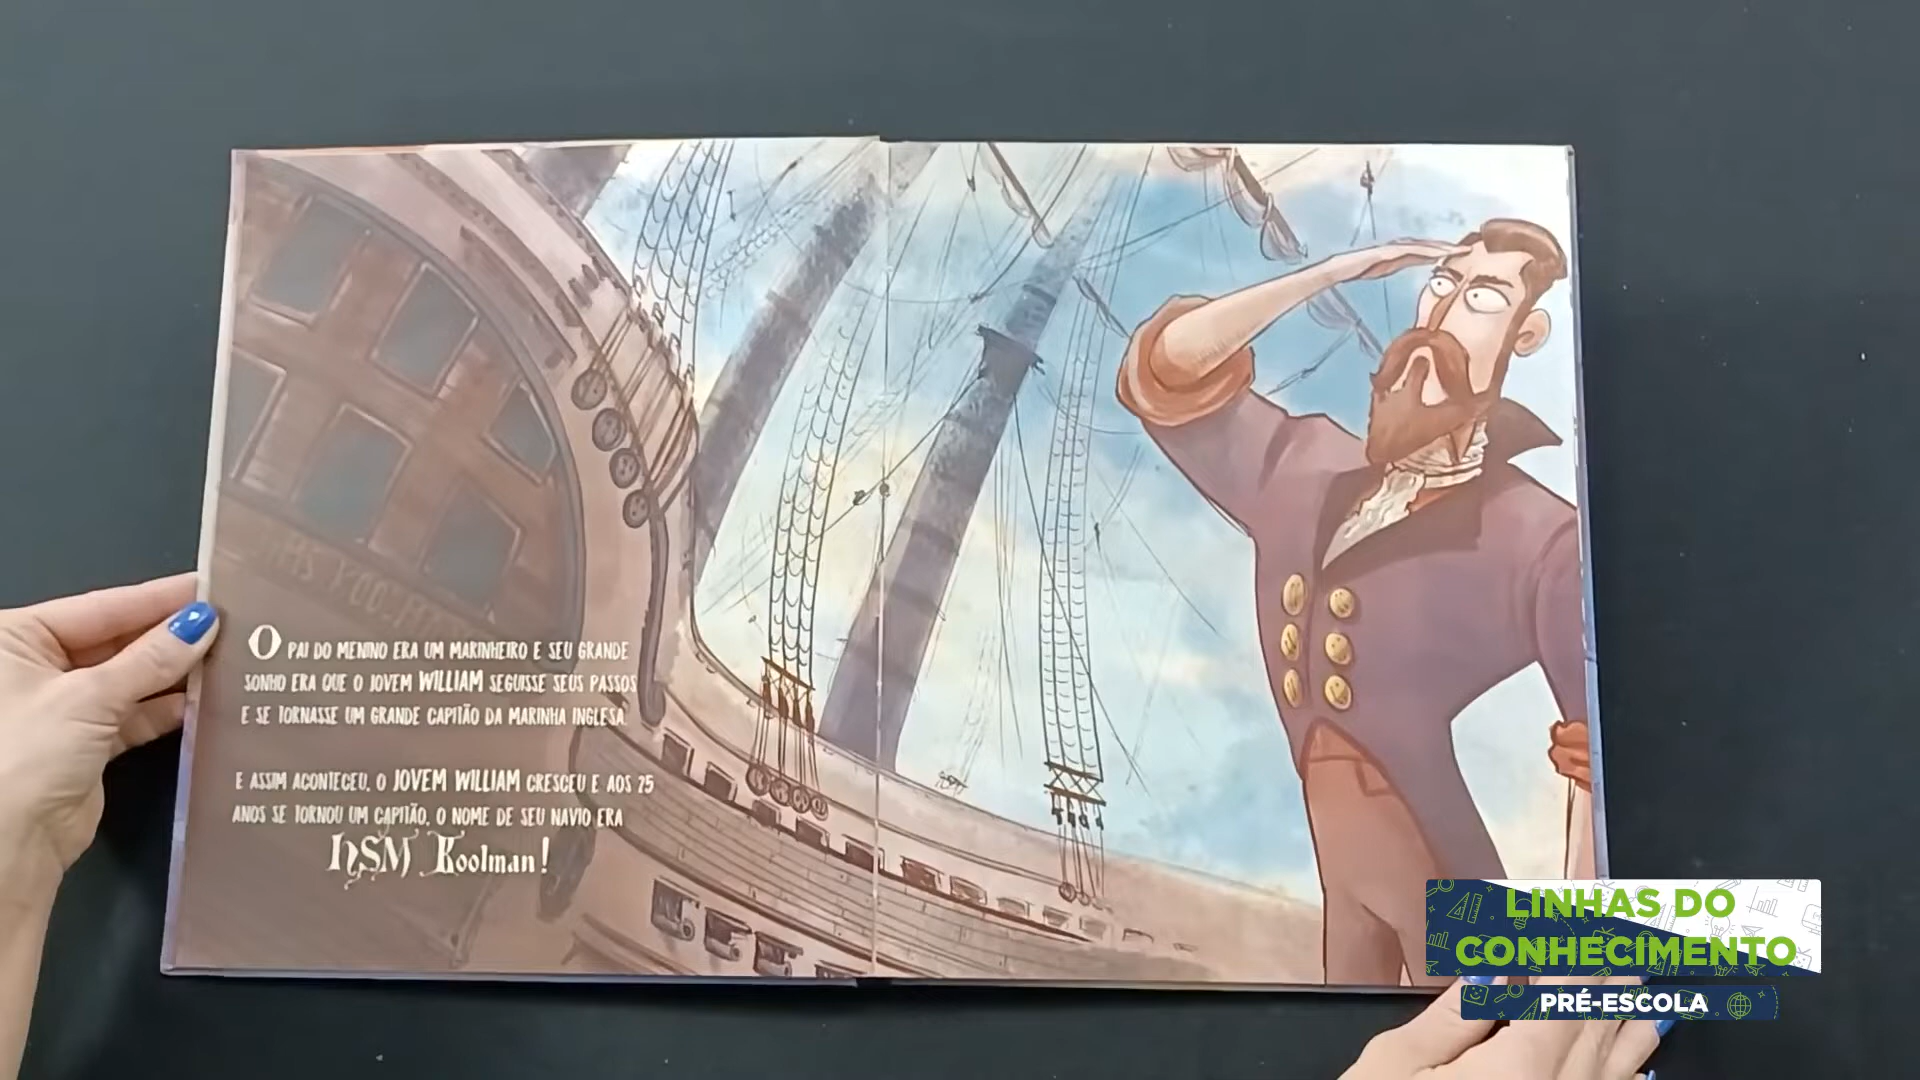 O PAI DO MENINO ERA UM MARINHEIRO E SEU GRANDE
SONHO ERA QUE O JOVEM WILLIAM SEGUISSE SEUS PASSOS
E SE TORNASSE UM GRANDE CAPITÃO DA MARINHA INGLESA.
E ASSIM ACONTECEU. O JOVEM WILLIAM CRESCEU E AOS 25
ANOS SE TORNOU UM CAPITÃO, O NOME DE SEU NAVIO ERA
HSM Koolman!
LINHAS DO
CONHECIMENTO
PRÉ-ESCOLA